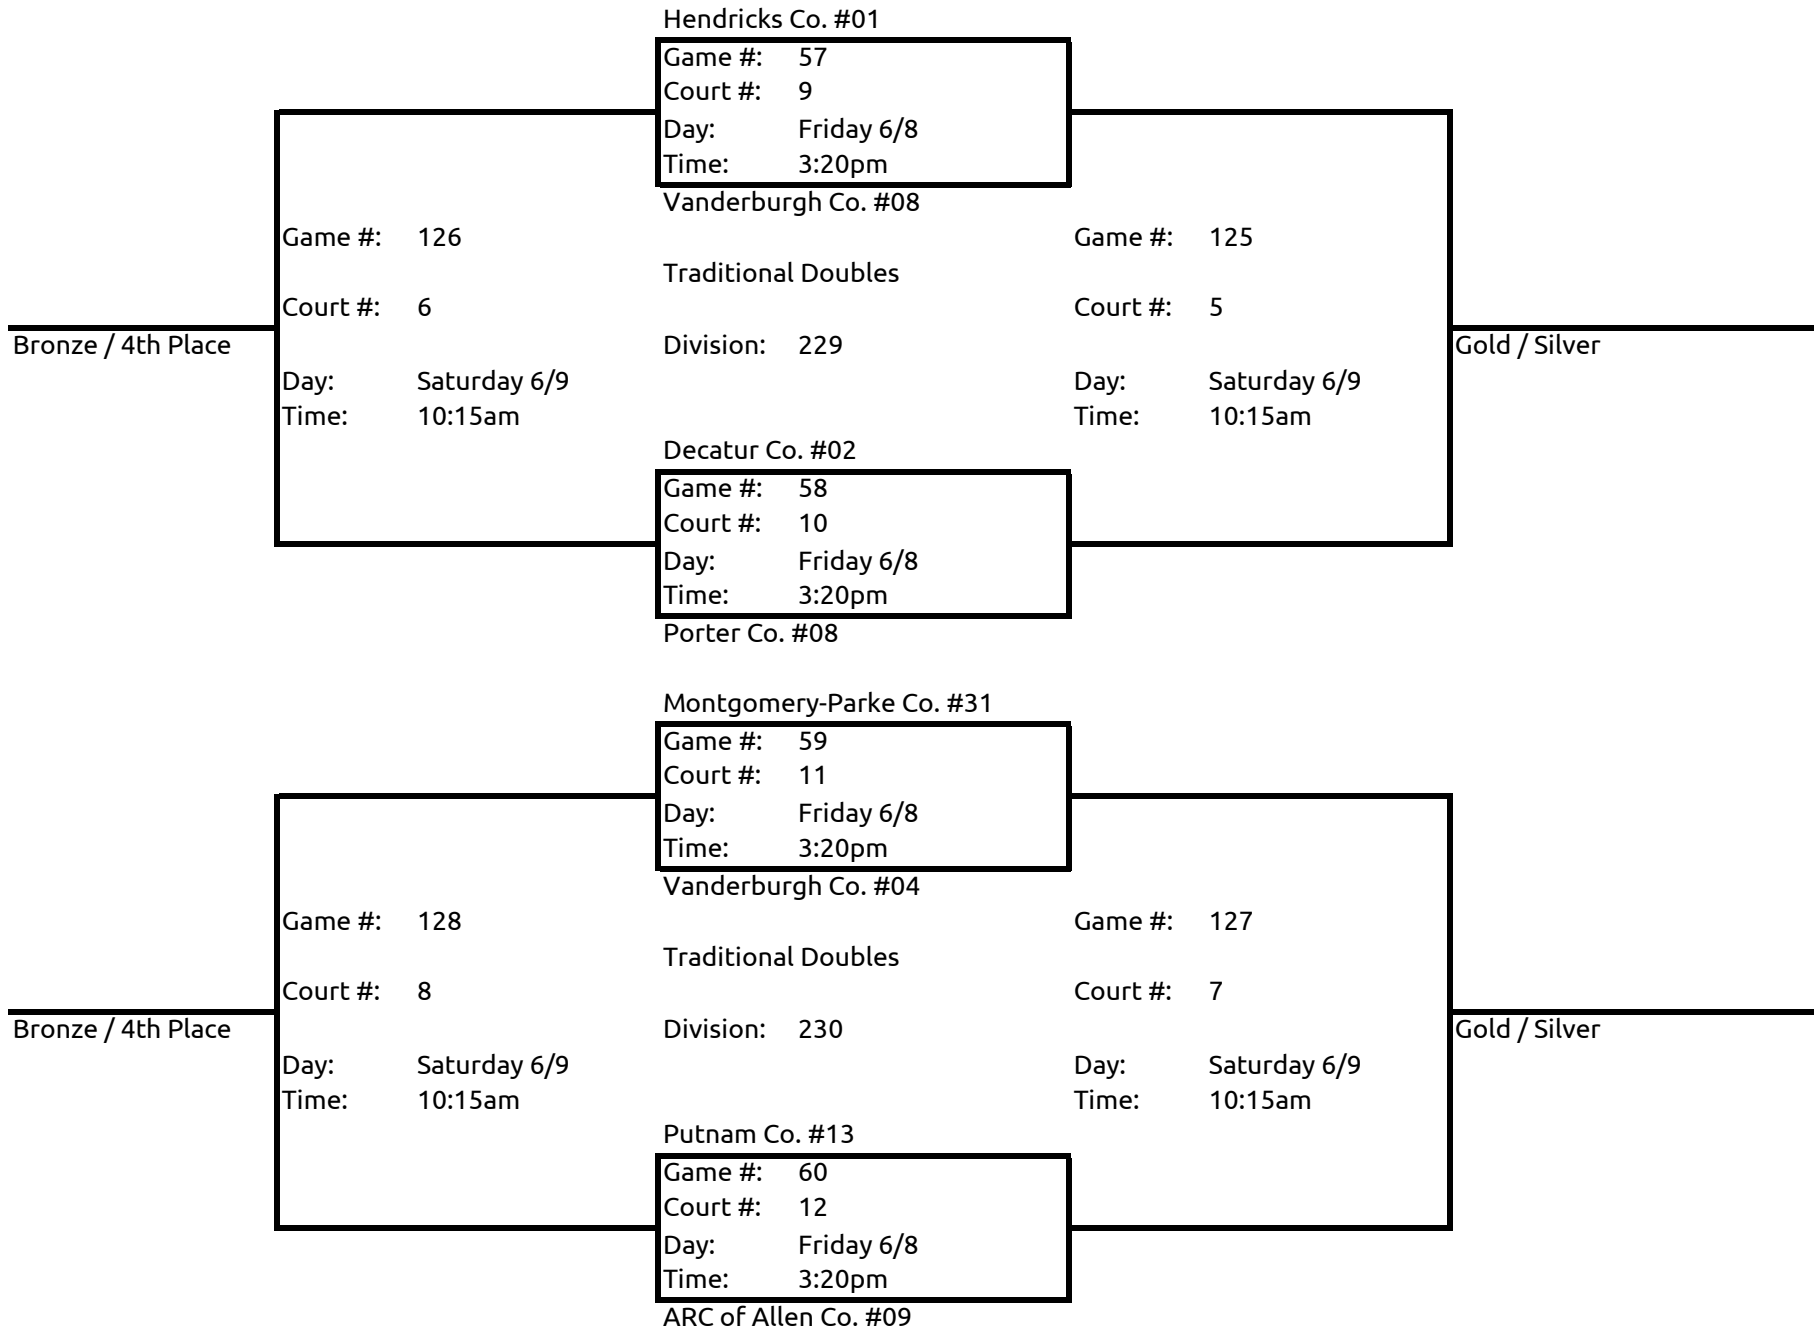 Hendricks Co. #01
Game #: 57
Court #: 9
Day: Friday 6/8
Time: 3:20pm
Vanderburgh Co. #08
Game #: 126
Game #: 125
Traditional Doubles
Court #: 6
Court #: 5
Bronze / 4th Place
Division: 229
Gold / Silver
Day: Saturday 6/9
Day: Saturday 6/9
Time: 10:15am
Time: 10:15am
Decatur Co. #02
Game #: 58
Court #: 10
Day: Friday 6/8
Time: 3:20pm
Porter Co. #08
Montgomery-Parke Co. #31
Game #: 59
Court #: 11
Day: Friday 6/8
Time: 3:20pm
Vanderburgh Co. #04
Game #: 128
Game #: 127
Traditional Doubles
Court #: 8
Court #: 7
Bronze / 4th Place
Division: 230
Gold / Silver
Day: Saturday 6/9
Day: Saturday 6/9
Time: 10:15am
Time: 10:15am
Putnam Co. #13
Game #: 60
Court #: 12
Day: Friday 6/8
Time: 3:20pm
ARC of Allen Co. #09